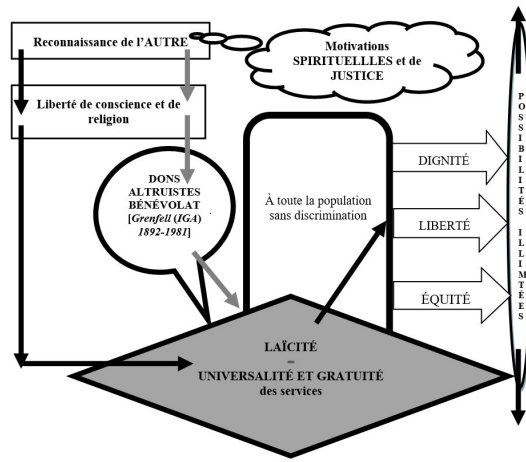 Reconnaissance de l'AUTRE
Motivations
SPIRITUELLLES et de
JUSTICE
Liberté de conscience et de
religion
DONS
ALTRUISTES
BÉNÉVOLAT
[Grenfell (IGA)
1892-1981]
À toute la population
sans discrimination
DIGNITÉ
LIBERTÉ
ÉQUITÉ
POSSIBILITÉS ILLIMTÉES
LAÏCITÉ
=
UNIVERSALITÉ ET GRATUITÉ
des services